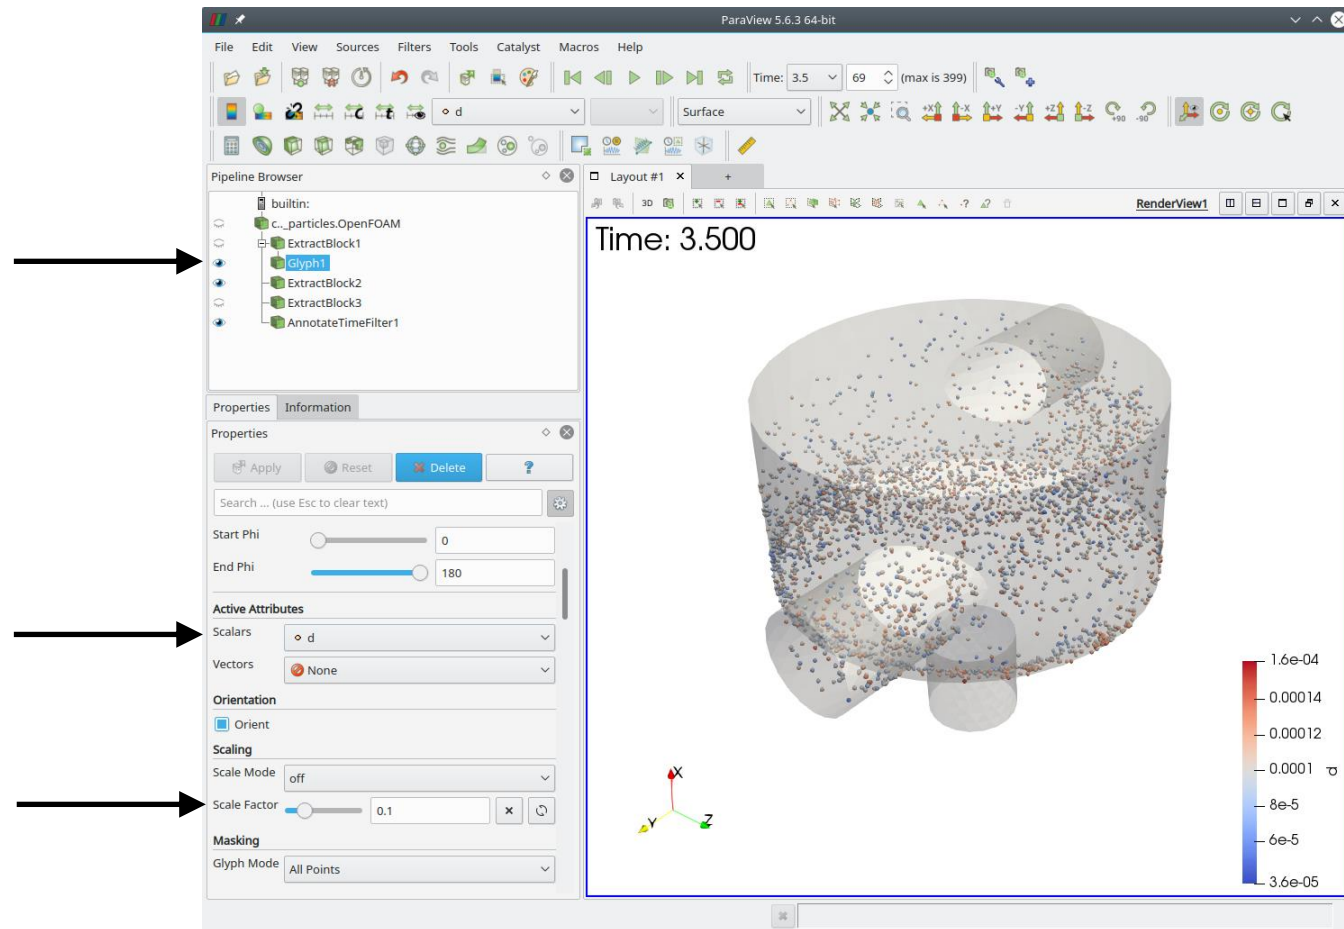 ParaView 5.6.3 64-bit
File Edit View Sources Filters Tools Catalyst Macros Help
Time: 3.5 69 (max is 399)
d Surface +X -X +Y -Y +Z -Z +90 -90
Pipeline Browser
Layout #1 +
builtin:
3D RenderView1
c.._particles.OpenFOAM
ExtractBlock1
Glyph1
ExtractBlock2
ExtractBlock3
AnnotateTimeFilter1
Time: 3.500
Properties Information
Properties
Apply Reset Delete ?
Search ... (use Esc to clear text)
Start Phi 0
End Phi 180
Active Attributes
Scalars d
Vectors None
Orientation
Orient
Scaling
Scale Mode off
Scale Factor 0.1
Masking
Glyph Mode All Points
1.6e-04
0.00014
0.00012
0.0001
8e-5
6e-5
3.6e-05
d
X
Y
Z